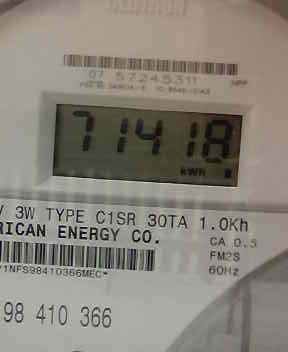 07 57245311
71418
kWh
V 3W TYPE C1SR 30TA 1.0Kh
RICAN ENERGY CO.
CA 0.5
FM2S
60Hz
98 410 366